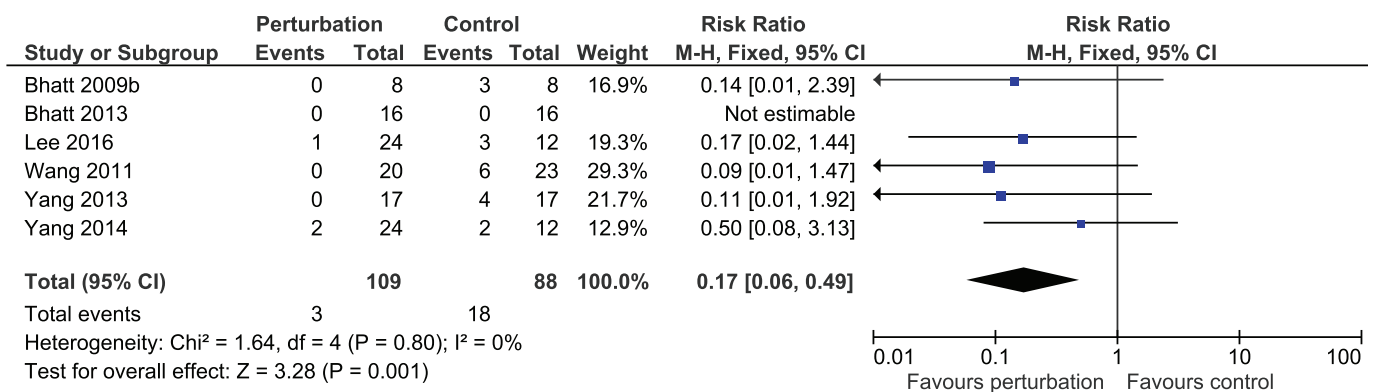 Perturbation Control Risk Ratio Risk Ratio
Study or Subgroup Events Total Events Total Weight M-H, Fixed, 95% CI M-H, Fixed, 95% CI
Bhatt 2009b 0 8 3 8 16.9% 0.14 [0.01, 2.39]
Bhatt 2013 0 16 0 16 Not estimable
Lee 2016 1 24 3 12 19.3% 0.17 [0.02, 1.44]
Wang 2011 0 20 6 23 29.3% 0.09 [0.01, 1.47]
Yang 2013 0 17 4 17 21.7% 0.11 [0.01, 1.92]
Yang 2014 2 24 2 12 12.9% 0.50 [0.08, 3.13]
Total (95% CI) 109 88 100.0% 0.17 [0.06, 0.49]
Total events 3 18
Heterogeneity: Chi² = 1.64, df = 4 (P = 0.80); I² = 0%
Test for overall effect: Z = 3.28 (P = 0.001)
0.01 0.1 1 10 100
Favours perturbation Favours control